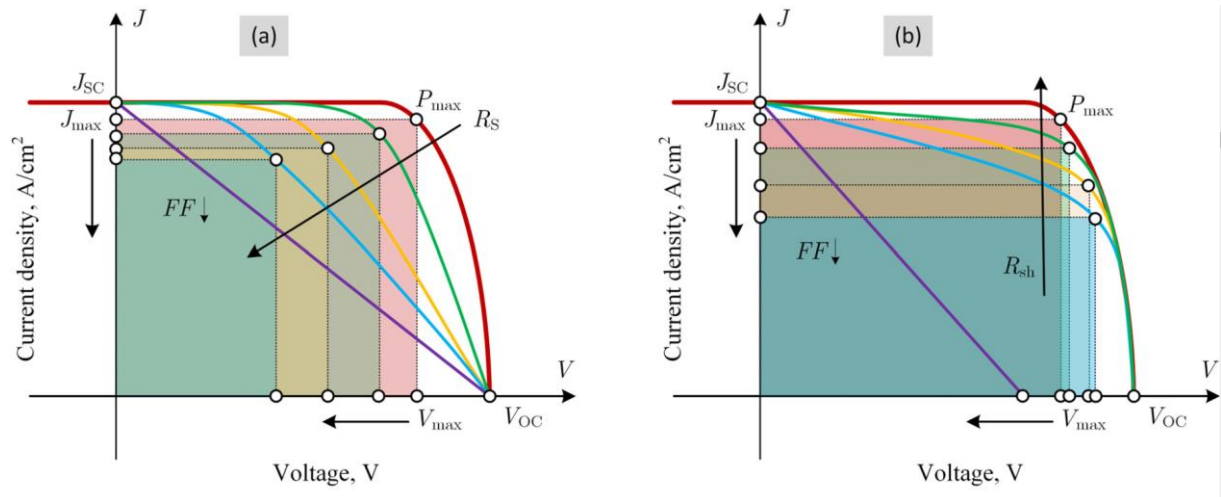 J
(a)
J_SC
J_max
P_max
R_S
FF↓
Current density, A/cm²
V
V_max
V_OC
Voltage, V
J
(b)
J_SC
J_max
P_max
FF↓
R_sh
Current density, A/cm²
V
V_max
V_OC
Voltage, V